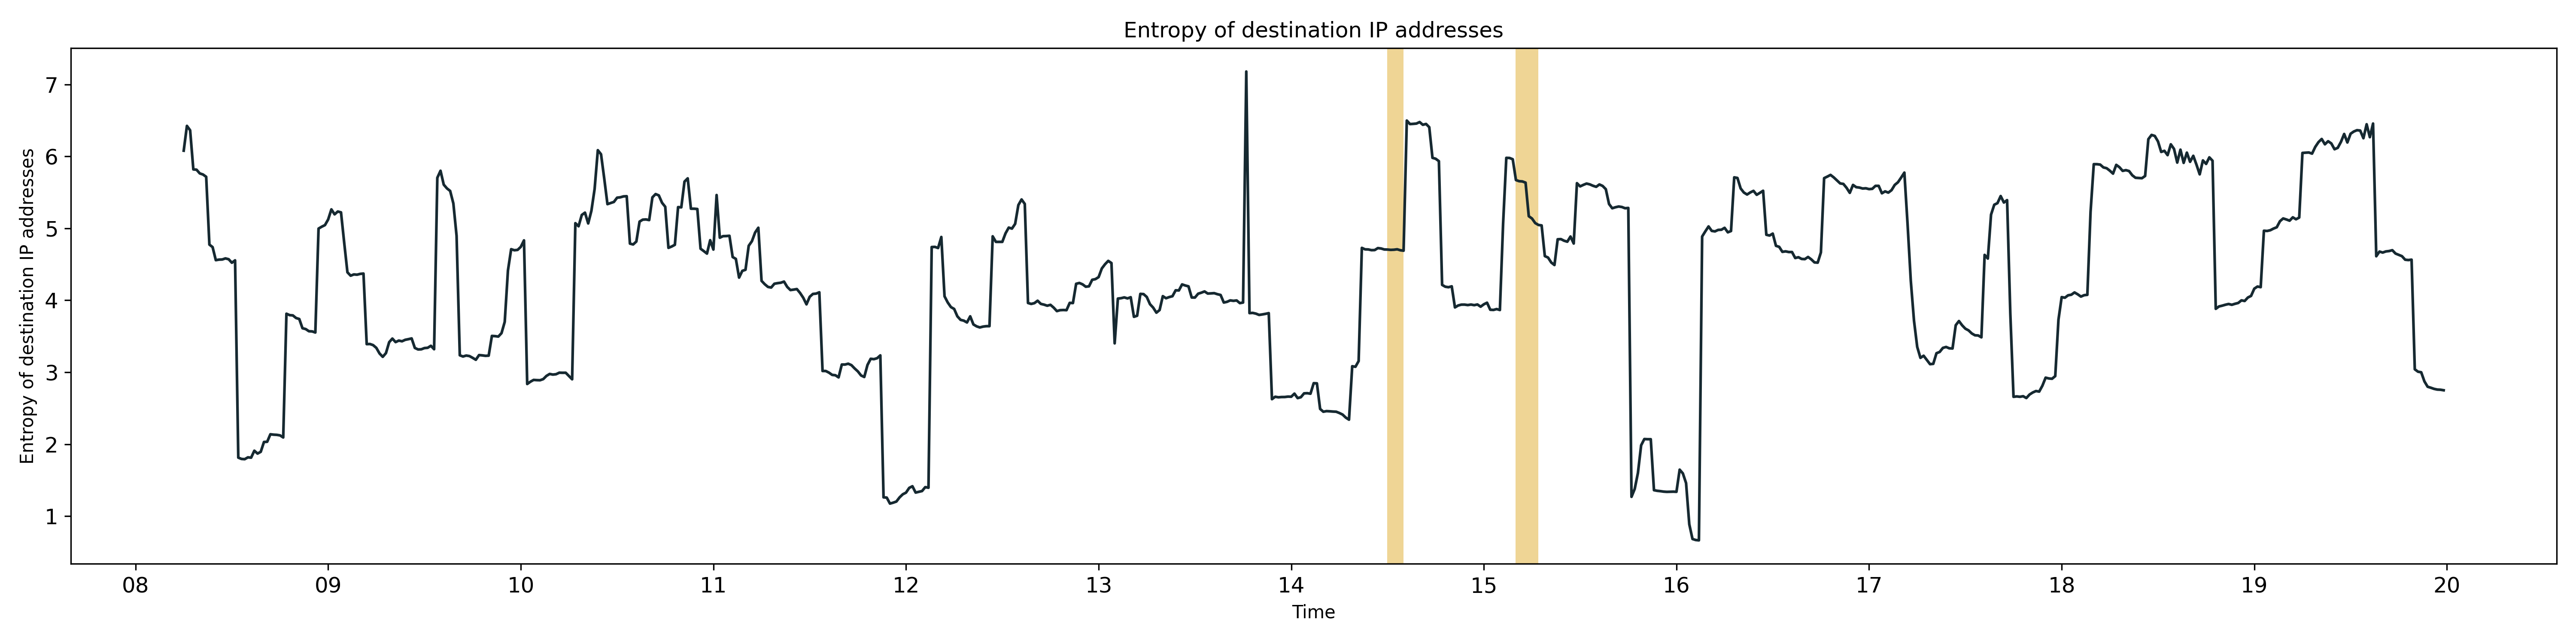 Entropy of destination IP addresses
Entropy of destination IP addresses
7
6
5
4
3
2
1
08 09 10 11 12 13 14 15 16 17 18 19 20
Time